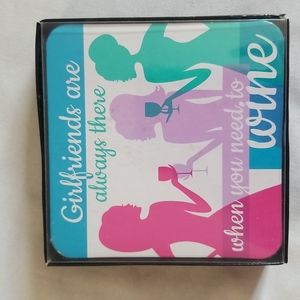 Girlfriends are
always there
when you need to
wine